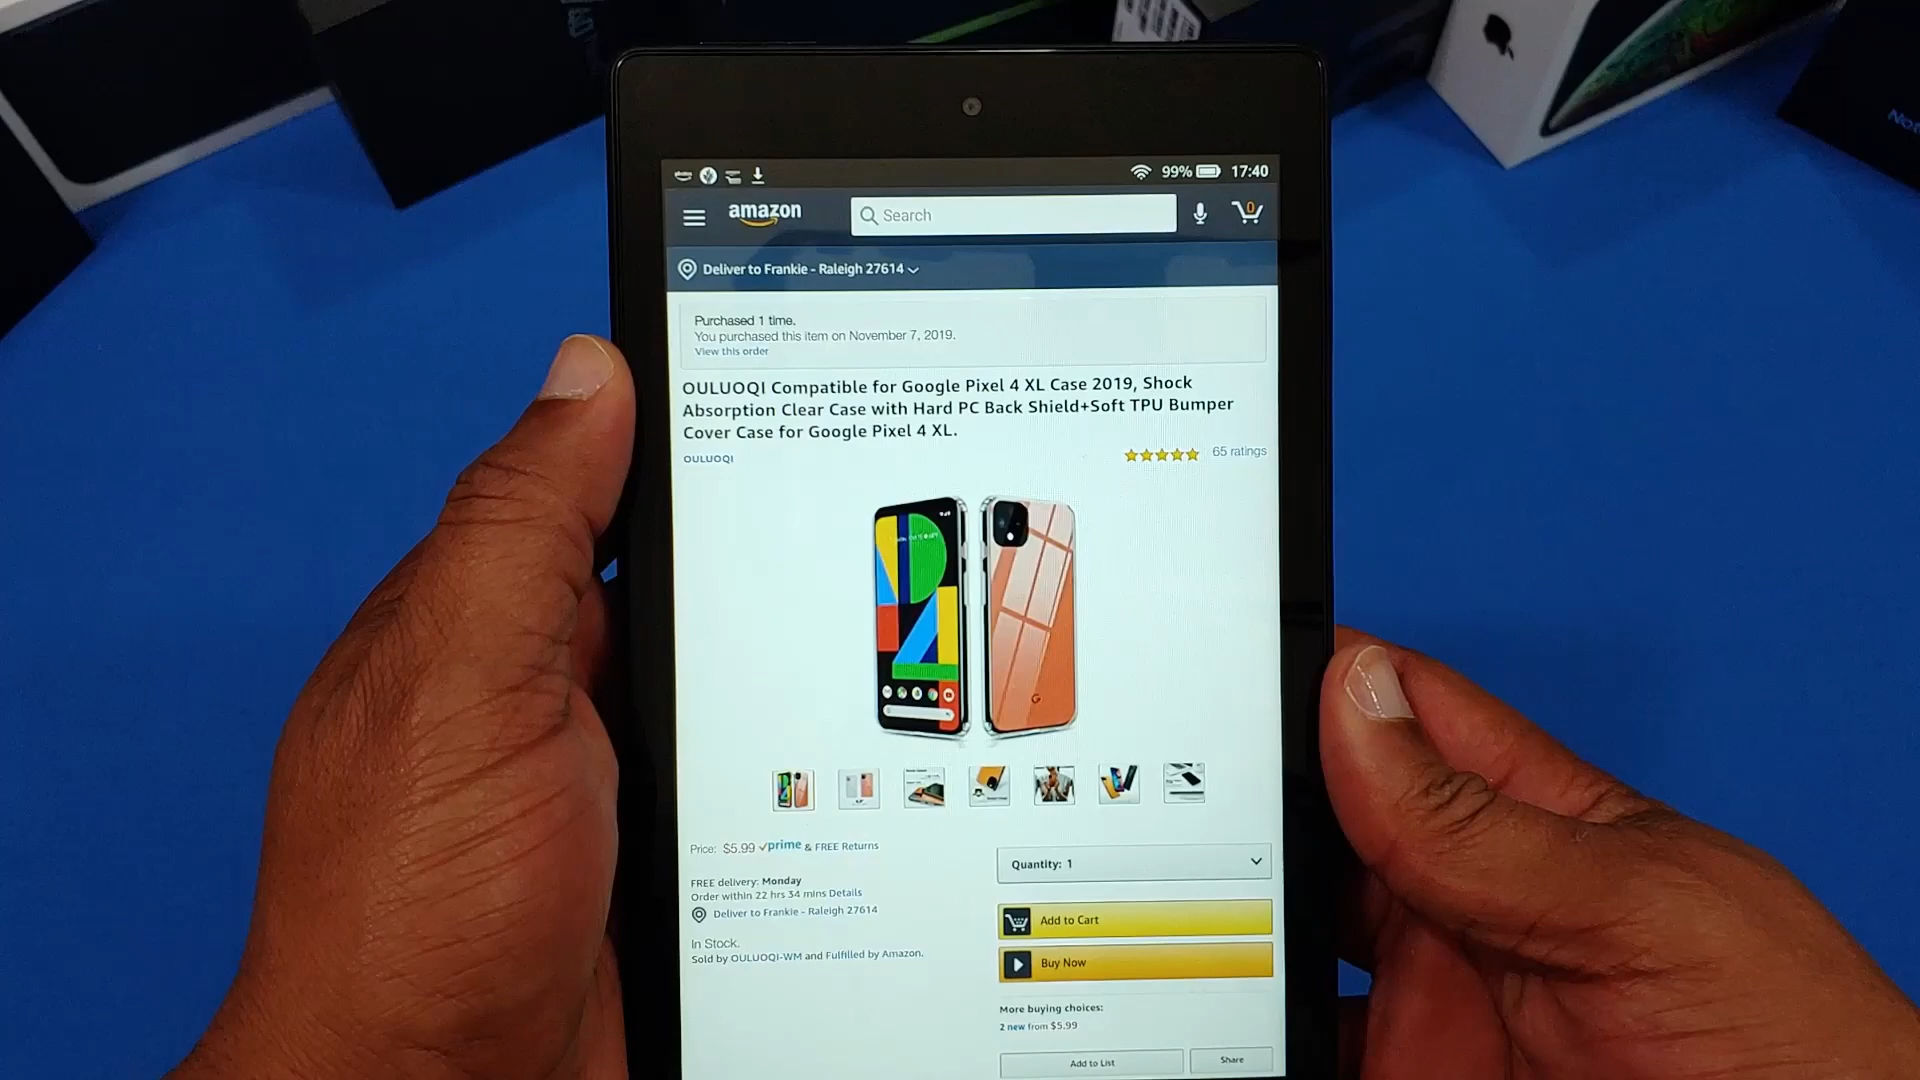 99% 17:40
amazon
Search
0
Deliver to Frankie - Raleigh 27614
Purchased 1 time.
You purchased this item on November 7, 2019.
View this order
OULUOQI Compatible for Google Pixel 4 XL Case 2019, Shock
Absorption Clear Case with Hard PC Back Shield+Soft TPU Bumper
Cover Case for Google Pixel 4 XL.
OULUOQI
65 ratings
G
Price: $5.99 prime & FREE Returns
FREE delivery: Monday
Order within 22 hrs 34 mins Details
Deliver to Frankie - Raleigh 27614
In Stock.
Sold by OULUOQI-WM and Fulfilled by Amazon.
Quantity: 1
Add to Cart
Buy Now
More buying choices:
2 new from $5.99
Add to List
Share